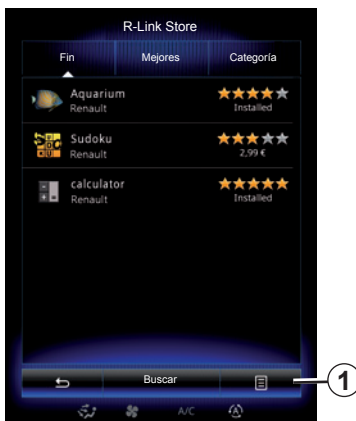 R-Link Store
Fin Mejores Categoría
Aquarium
Renault Installed
Sudoku
Renault 2,99 €
calculator
Renault Installed
Buscar
1
A/C